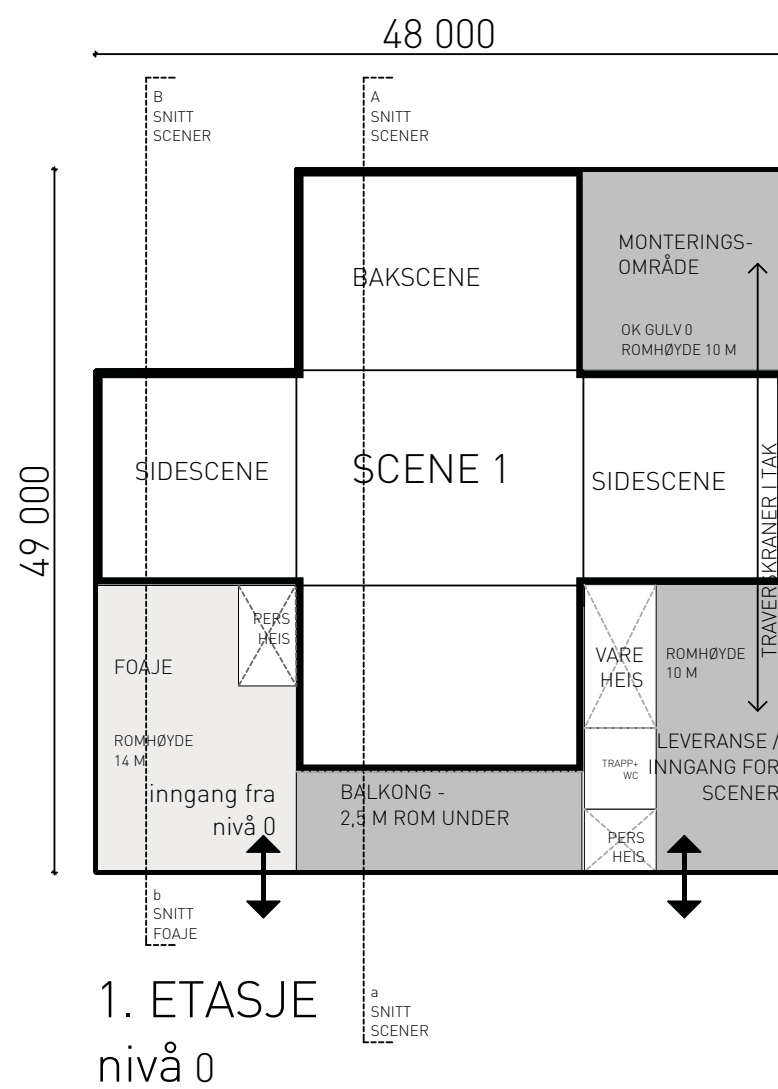 48 000
B
SNITT
SCENER
A
SNITT
SCENER
MONTERINGS-
OMRÅDE
BAKSCENE
OK GULV 0
ROMHØYDE 10 M
49 000
SIDESCENE
SCENE 1
SIDESCENE
TRAVERSKRANER I TAK
PERS
HEIS
FOAJE
VARE
HEIS
ROMHØYDE
10 M
ROMHØYDE
14 M
LEVERANSE /
INNGANG FOR
SCENER
TRAPP+
WC
inngang fra
nivå 0
BALKONG -
2,5 M ROM UNDER
PERS
HEIS
b
SNITT
FOAJE
1. ETASJE
nivå 0
a
SNITT
SCENER